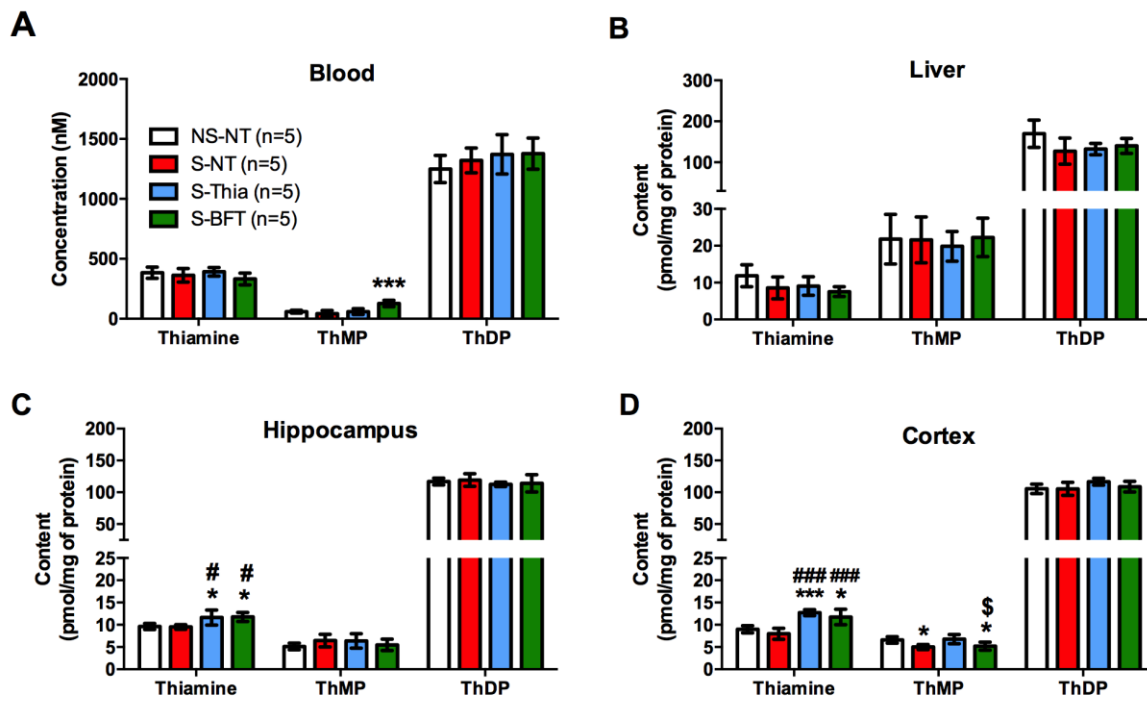 A
Blood
Concentration (nM)
2000
1500
1000
500
0
NS-NT (n=5)
S-NT (n=5)
S-Thia (n=5)
S-BFT (n=5)
***
Thiamine ThMP ThDP
B
Liver
Content
(pmol/mg of protein)
300
200
100
30
20
10
0
Thiamine ThMP ThDP
C
Hippocampus
Content
(pmol/mg of protein)
200
150
100
50
25
20
15
10
5
0
# #
* *
Thiamine ThMP ThDP
D
Cortex
Content
(pmol/mg of protein)
200
150
100
50
25
20
15
10
5
0
### ###
*** *
$
* *
Thiamine ThMP ThDP